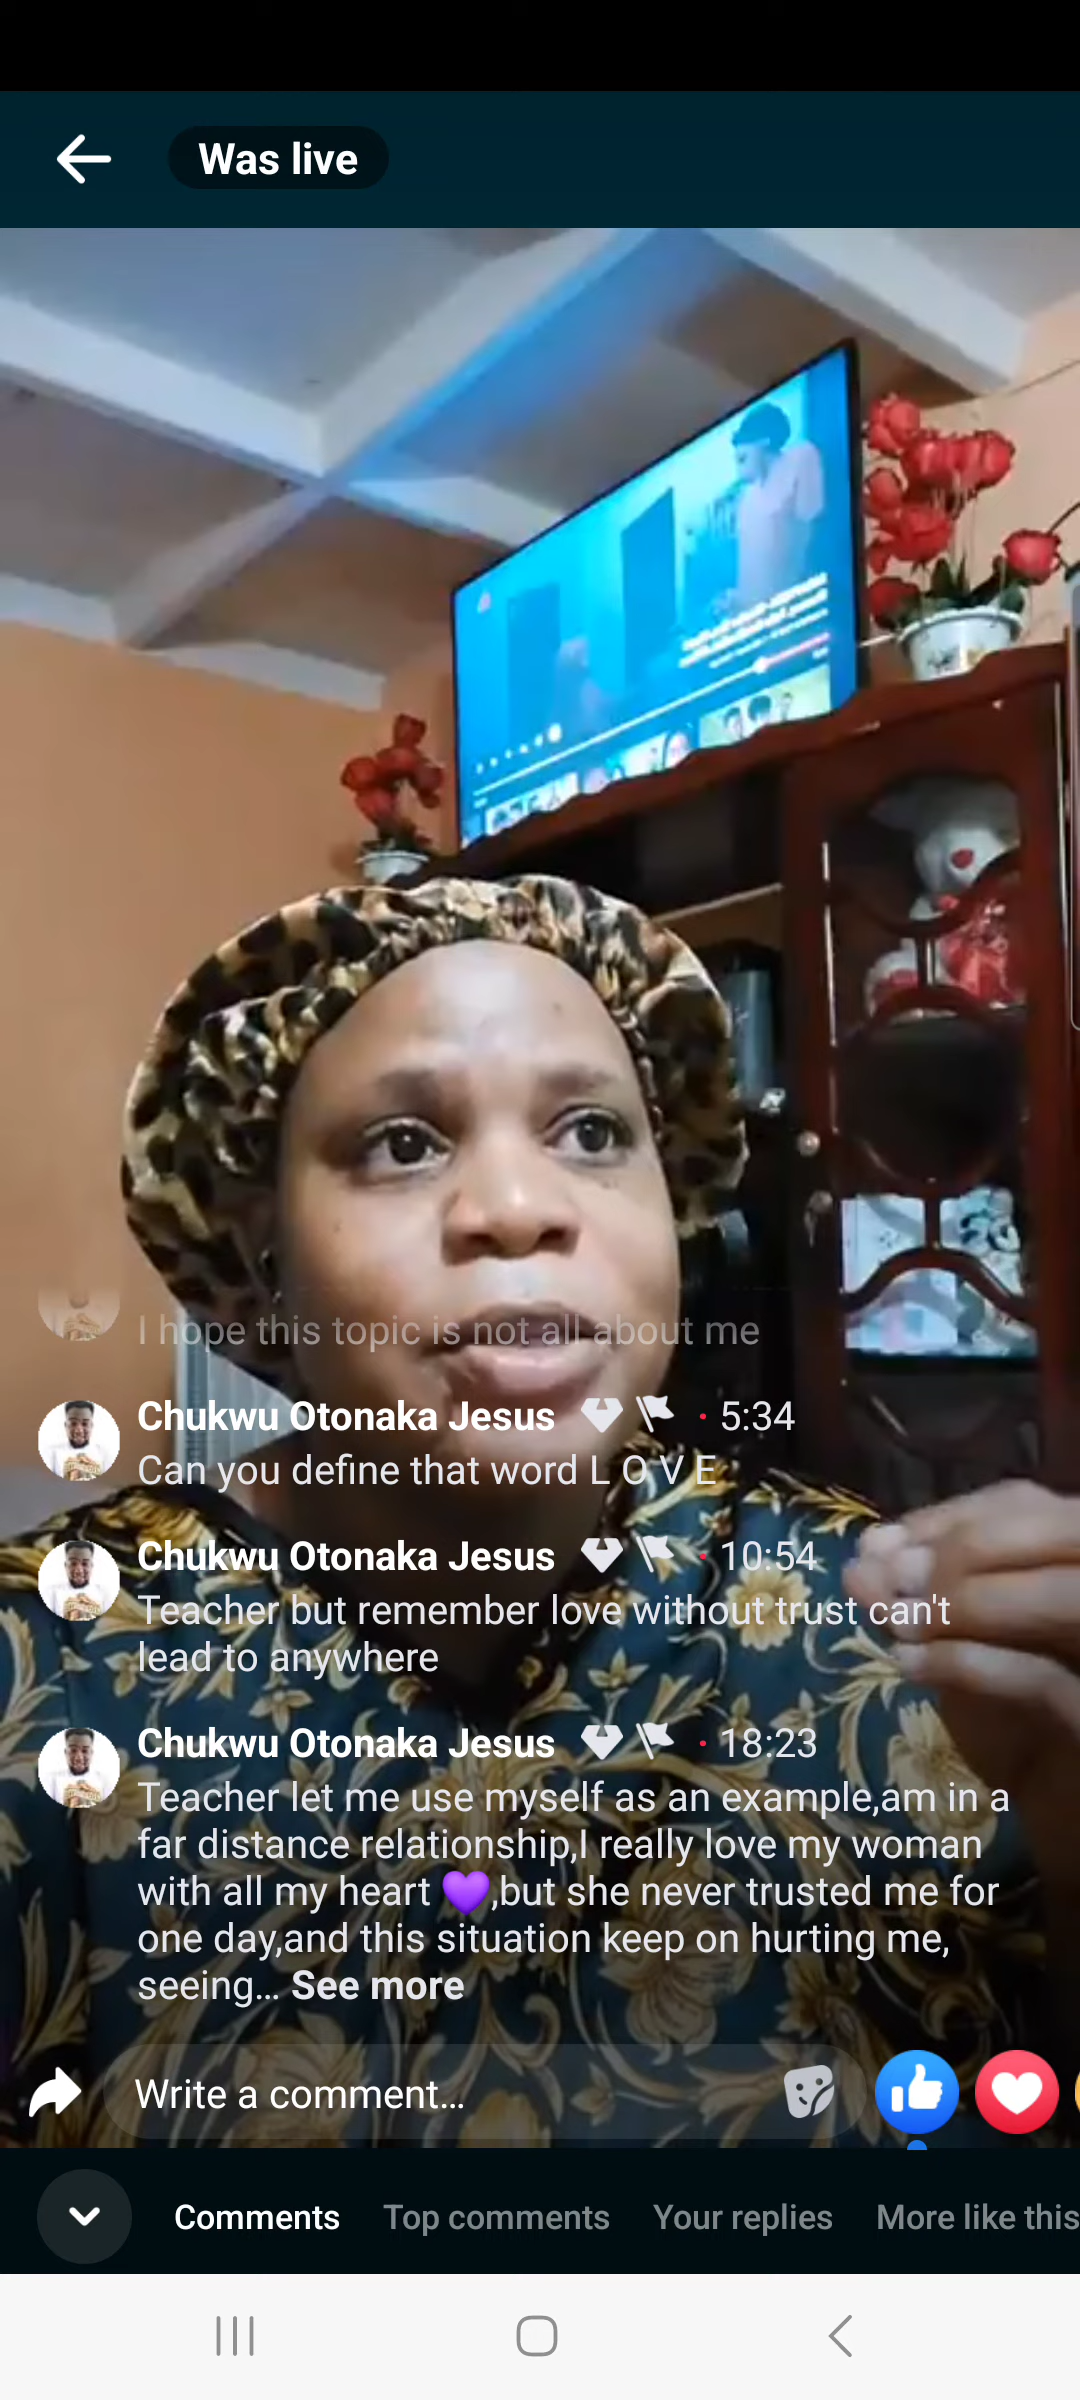 Was live
I hope this topic is not all about me
Chukwu Otonaka Jesus · 5:34
Can you define that word L O V E
Chukwu Otonaka Jesus · 10:54
Teacher but remember love without trust can't
lead to anywhere
Chukwu Otonaka Jesus · 18:23
Teacher let me use myself as an example,am in a
far distance relationship,I really love my woman
with all my heart 💜,but she never trusted me for
one day,and this situation keep on hurting me,
seeing... See more
Write a comment...
Comments Top comments Your replies More like this